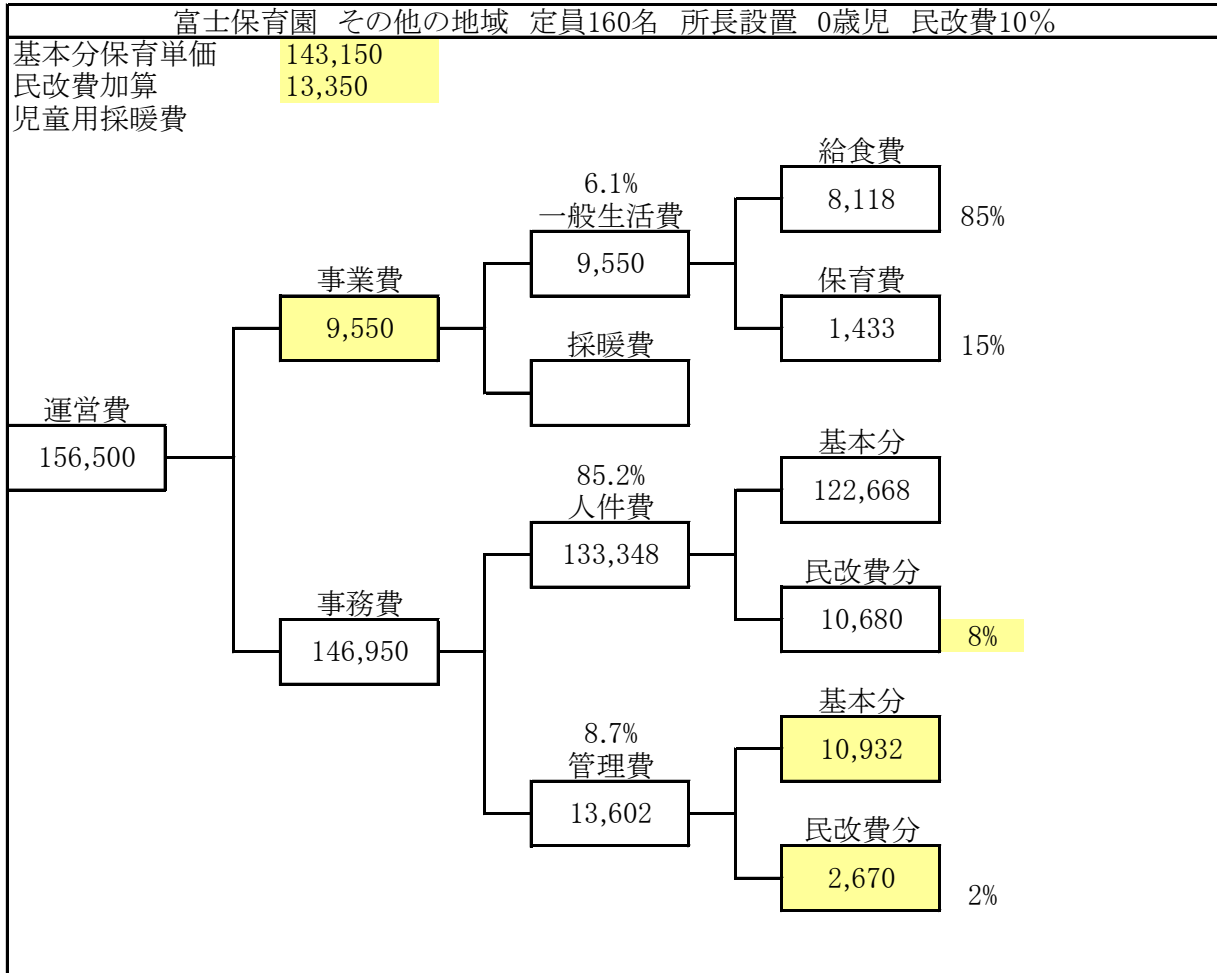 富士保育園 その他の地域 定員160名 所長設置 0歳児 民改費10%
基本分保育単価 143,150
民改費加算 13,350
児童用採暖費
給食費
6.1%
8,118
85%
一般生活費
9,550
事業費
保育費
9,550
1,433
15%
採暖費
運営費
156,500
基本分
122,668
85.2%
人件費
133,348
民改費分
事務費
10,680
8%
146,950
基本分
8.7%
10,932
管理費
13,602
民改費分
2,670
2%